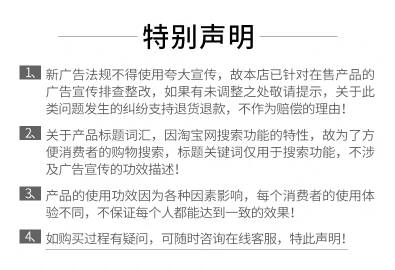 特别声明
1、新广告法规不得使用夸大宣传，故本店已针对在售产品的
广告宣传排查整改，如果有未调整之处敬请提示，关于此
类问题发生的纠纷支持退货退款，不作为赔偿的理由！
2、关于产品标题词汇，因淘宝网搜索功能的特性，故为了方
便消费者的购物搜索，标题关键词仅用于搜索功能，不涉
及广告宣传的功效描述！
3、产品的使用功效因为各种因素影响，每个消费者的使用体
验不同，不保证每个人都能达到一致的效果！
4、如购买过程有疑问，可随时咨询在线客服，特此声明！